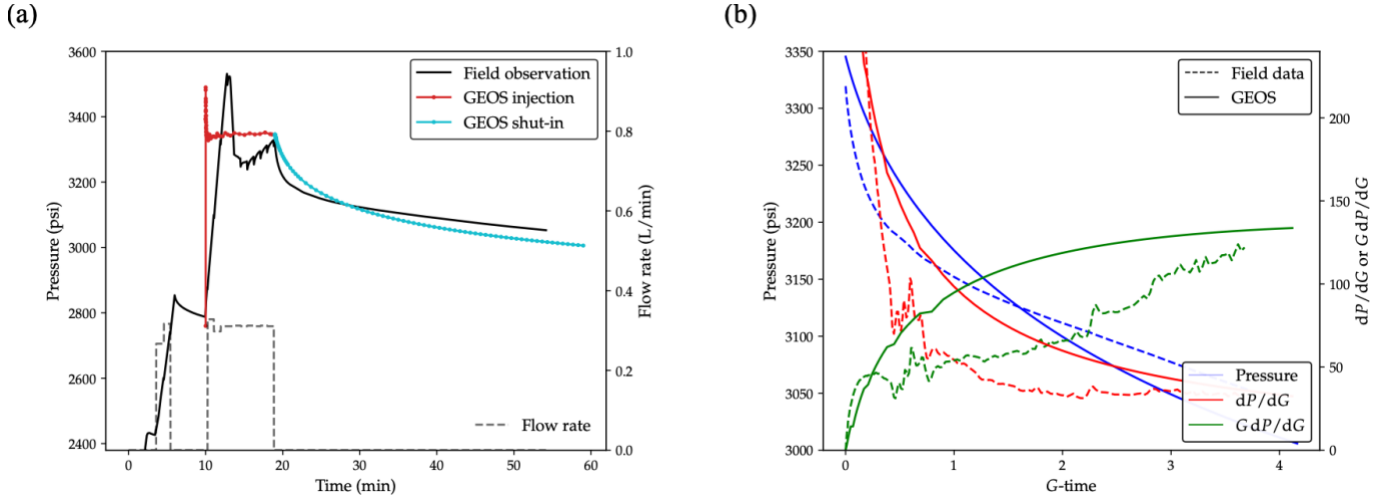 (a)
3600
3400
3200
3000
2800
2600
2400
Pressure (psi)
0
10
20
30
40
50
60
Time (min)
1.0
0.8
0.6
0.4
0.2
0.0
Flow rate (L/min)
Field observation
GEOS injection
GEOS shut-in
Flow rate
(b)
3350
3300
3250
3200
3150
3100
3050
3000
Pressure (psi)
0
1
2
3
4
G-time
200
150
100
50
0
dP/dG or G dP/dG
Field data
GEOS
Pressure
dP/dG
G dP/dG